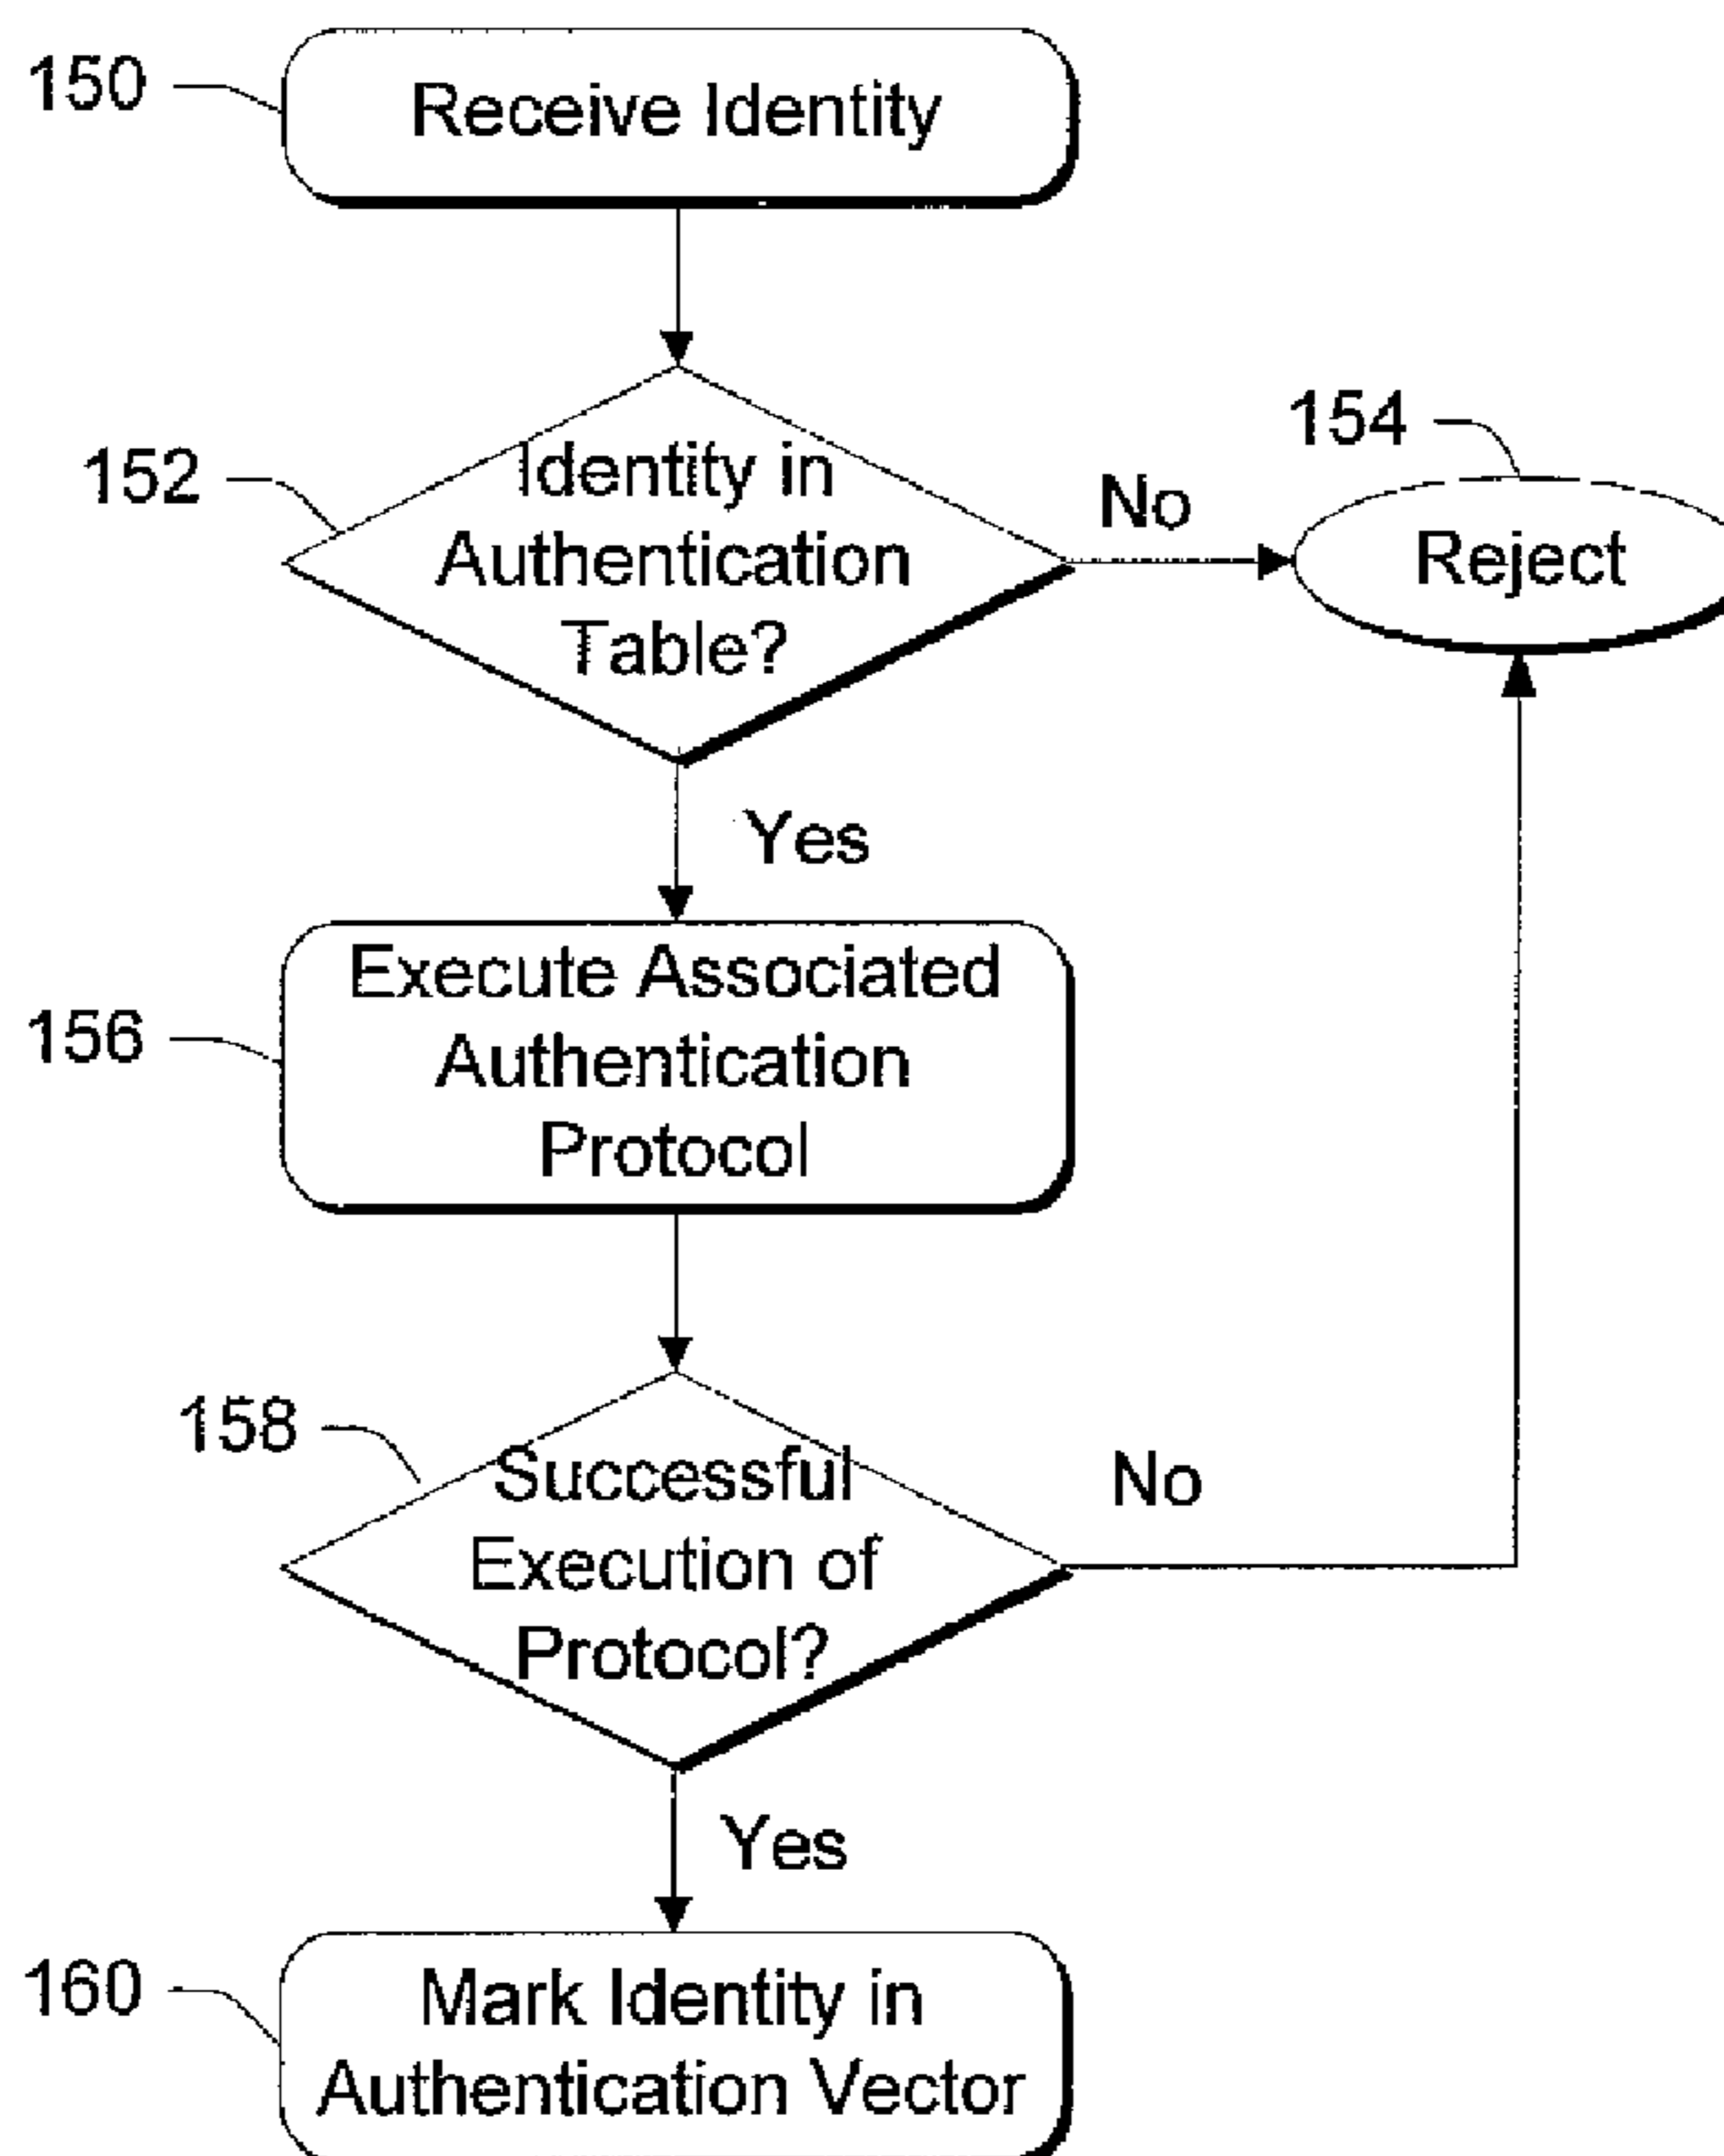 150
Receive Identity
152
Identity in
Authentication
Table?
No
154
Reject
Yes
156
Execute Associated
Authentication
Protocol
158
Successful
Execution of
Protocol?
No
Yes
160
Mark Identity in
Authentication Vector